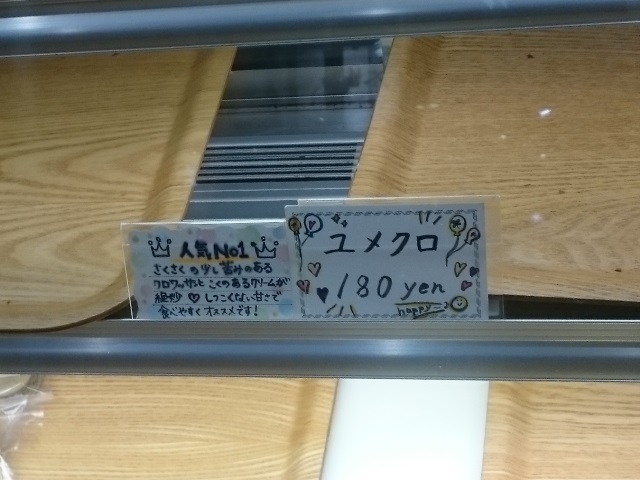 人気No1
さくさくの少し苦みのある
クロワッサンとこくのあるクリームが
絶妙♡しつこくない甘さで
食べやすくオススメです!
ユメクロ
180yen
happy